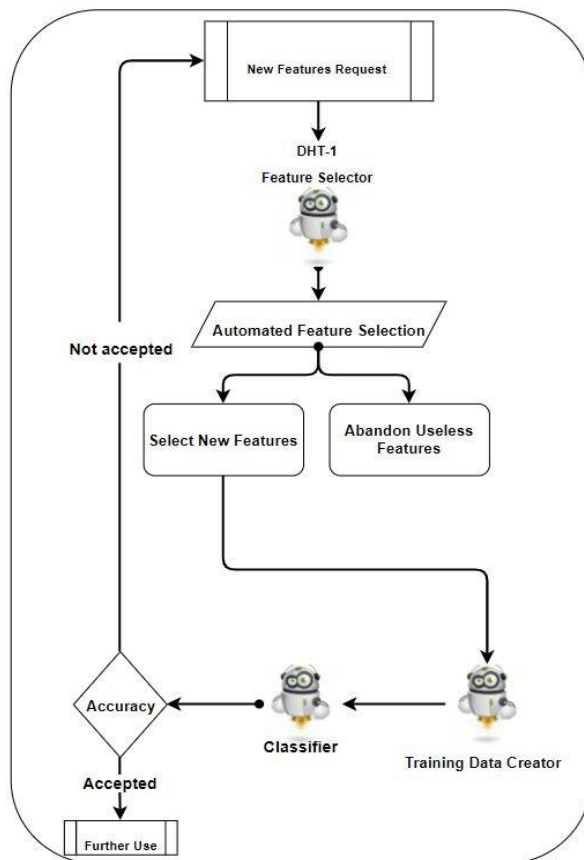 New Features Request
DHT-1
Feature Selector
Automated Feature Selection
Not accepted
Select New Features
Abandon Useless
Features
Accuracy
Classifier
Training Data Creator
Accepted
Further Use